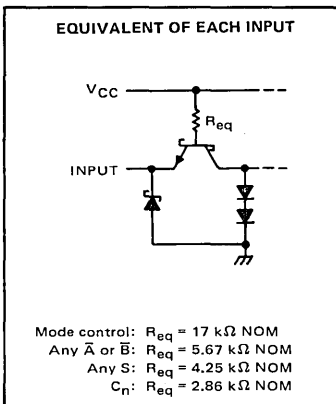 EQUIVALENT OF EACH INPUT
VCC
Req
INPUT
Mode control: Req = 17 kΩ NOM
Any A̅ or B̅: Req = 5.67 kΩ NOM
Any S: Req = 4.25 kΩ NOM
Cn: Req = 2.86 kΩ NOM